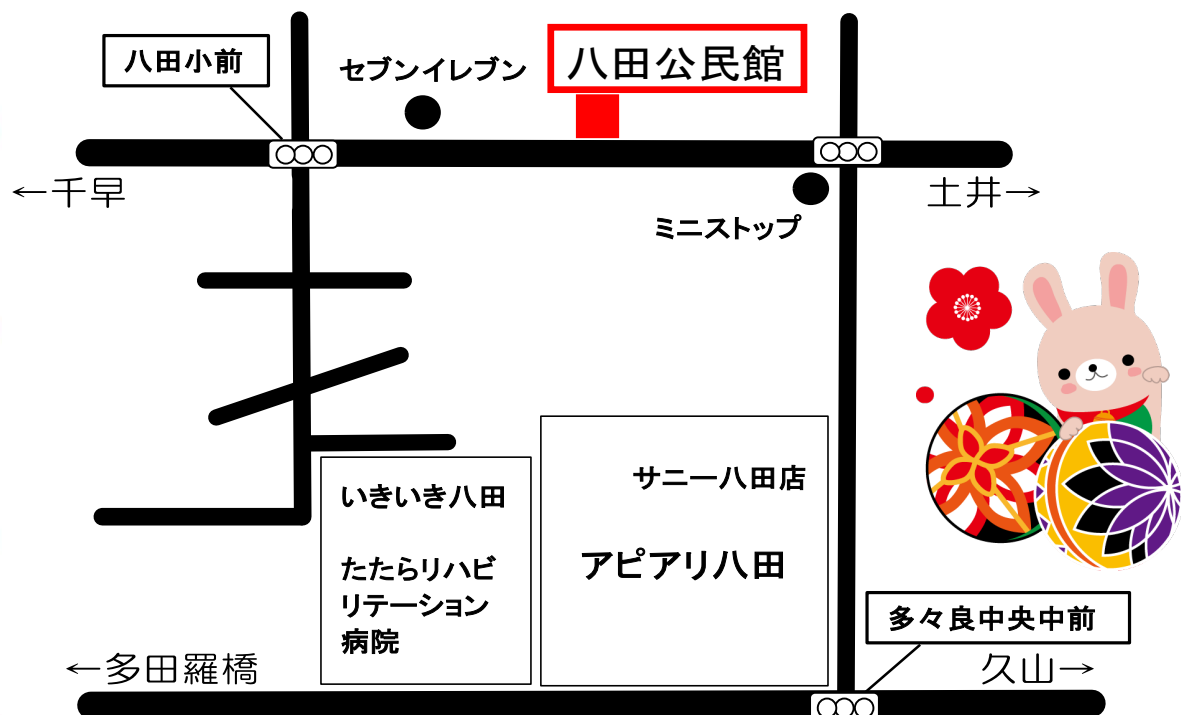 八田小前
セブンイレブン
八田公民館
←千早
土井→
ミニストップ
いきいき八田
たたらリハビ
リテーション
病院
サニー八田店
アピアリ八田
多々良中央中前
←多田羅橋
久山→